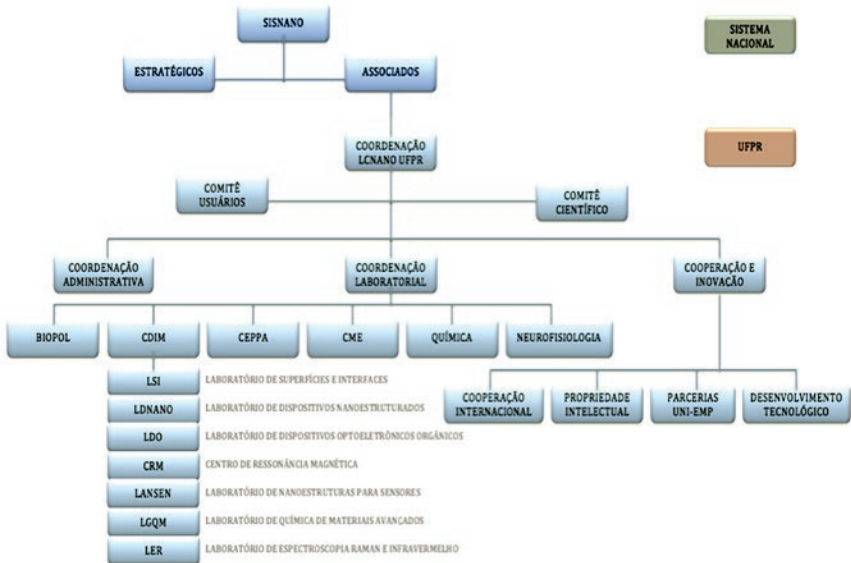 SISNANO
SISTEMA
NACIONAL
ESTRATÉGICOS
ASSOCIADOS
COORDENAÇÃO
LCNANO UFPR
UFPR
COMITÊ
USUÁRIOS
COMITÊ
CIENTÍFICO
COORDENAÇÃO
ADMINISTRATIVA
COORDENAÇÃO
LABORATORIAL
COOPERAÇÃO E
INOVAÇÃO
BIOPOL
CDIM
CEPPA
CME
QUÍMICA
NEUROFISIOLOGIA
LSI LABORATÓRIO DE SUPERFÍCIES E INTERFACES
LDNANO LABORATÓRIO DE DISPOSITIVOS NANOESTRUTURADOS
LDO LABORATÓRIO DE DISPOSITIVOS OPTOELETRÔNICOS ORGÂNICOS
CRM CENTRO DE RESSONÂNCIA MAGNÉTICA
LANSEN LABORATÓRIO DE NANOESTRUTURAS PARA SENSORES
LGQM LABORATÓRIO DE QUÍMICA DE MATERIAIS AVANÇADOS
LER LABORATÓRIO DE ESPECTROSCOPIA RAMAN E INFRAVERMELHO
COOPERAÇÃO
INTERNACIONAL
PROPRIEDADE
INTELECTUAL
PARCERIAS
UNI-EMP
DESENVOLVIMENTO
TECNOLÓGICO